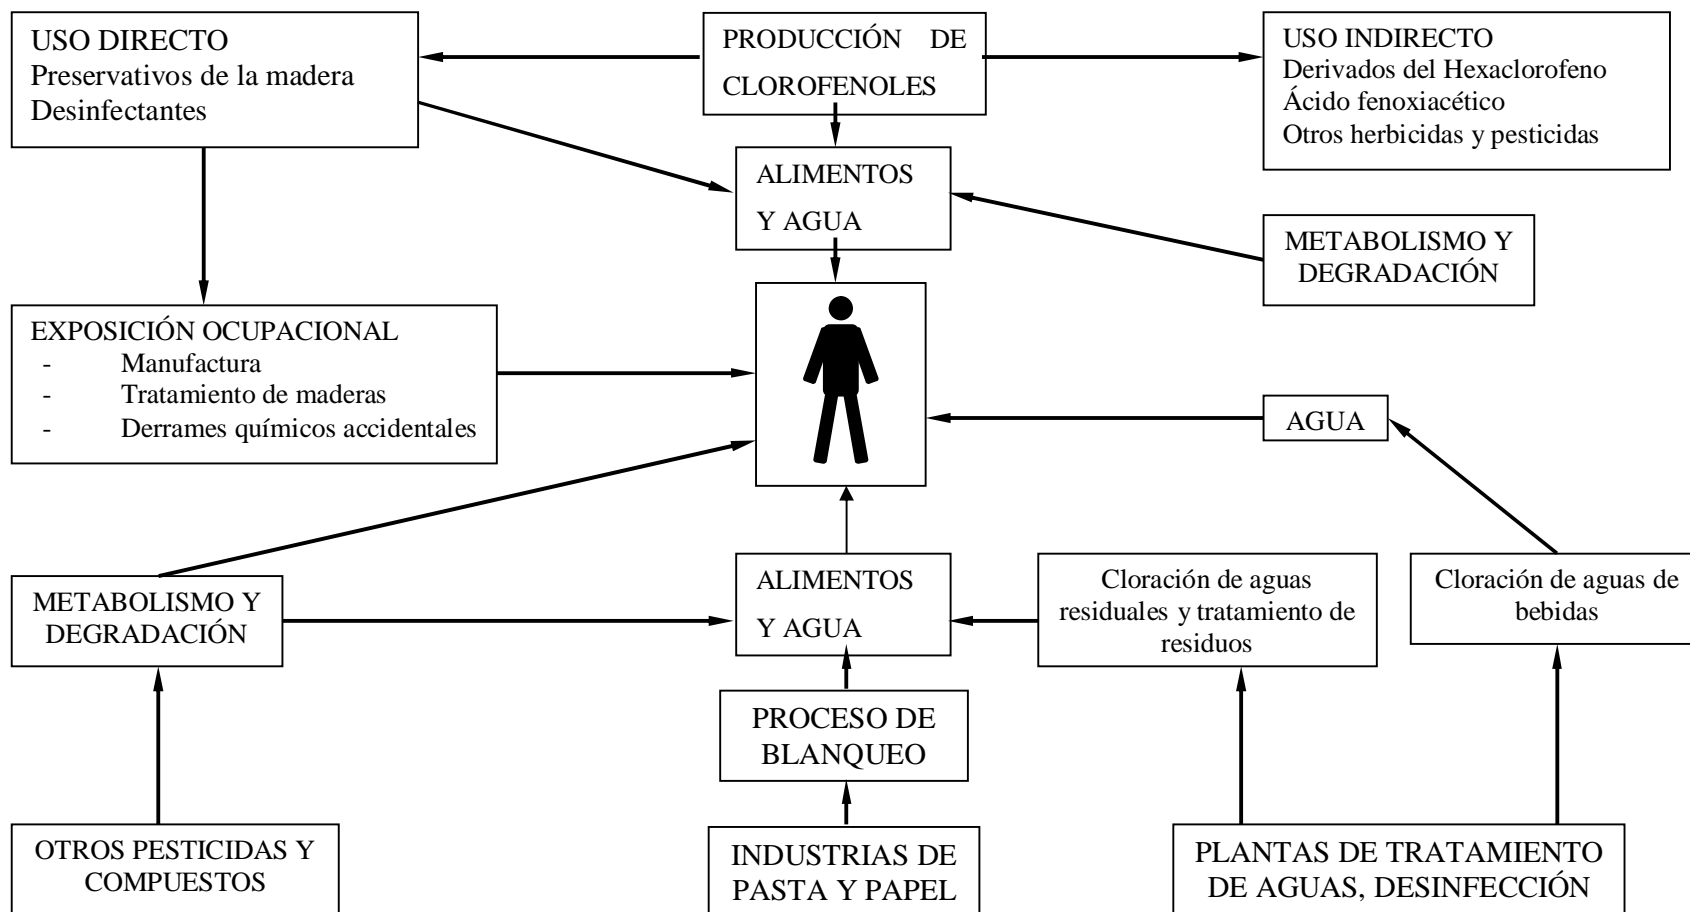 USO DIRECTO
Preservativos de la madera
Desinfectantes
PRODUCCIÓN DE
CLOROFENOLES
USO INDIRECTO
Derivados del Hexaclorofeno
Ácido fenoxiacético
Otros herbicidas y pesticidas
ALIMENTOS
Y AGUA
METABOLISMO Y
DEGRADACIÓN
EXPOSICIÓN OCUPACIONAL
- Manufactura
- Tratamiento de maderas
- Derrames químicos accidentales
AGUA
METABOLISMO Y
DEGRADACIÓN
ALIMENTOS
Y AGUA
Cloración de aguas
residuales y tratamiento de
residuos
Cloración de aguas de
bebidas
PROCESO DE
BLANQUEO
OTROS PESTICIDAS Y
COMPUESTOS
INDUSTRIAS DE
PASTA Y PAPEL
PLANTAS DE TRATAMIENTO
DE AGUAS, DESINFECCIÓN